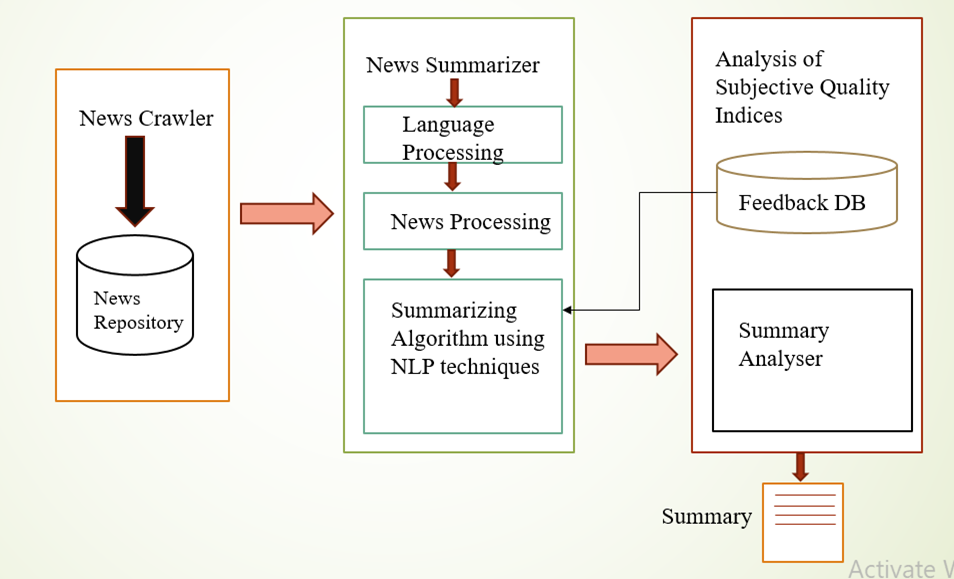 News Crawler
News
Repository
News Summarizer
Language
Processing
News Processing
Summarizing
Algorithm using
NLP techniques
Analysis of
Subjective Quality
Indices
Feedback DB
Summary
Analyser
Summary
Activate W